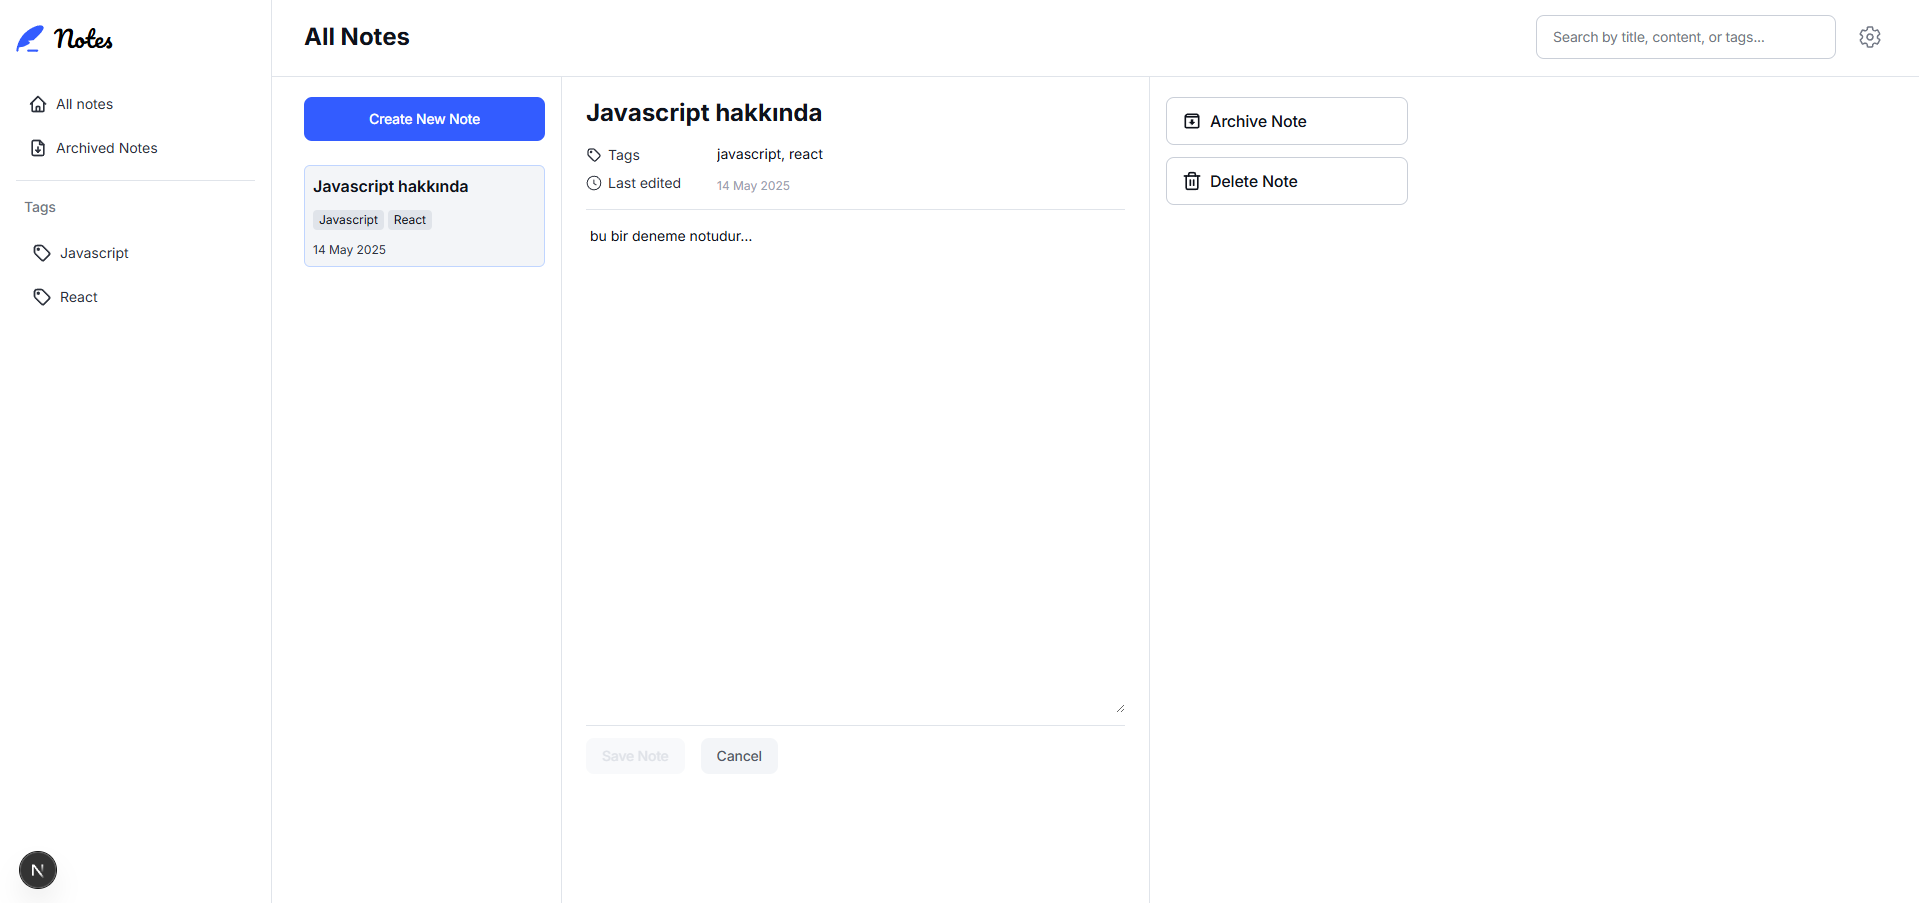 Notes
All notes
Archived Notes
Tags
Javascript
React
All Notes
Search by title, content, or tags...
Create New Note
Javascript hakkında
Javascript React
14 May 2025
Javascript hakkında
Tags javascript, react
Last edited 14 May 2025
bu bir deneme notudur...
Save Note Cancel
Archive Note
Delete Note
N